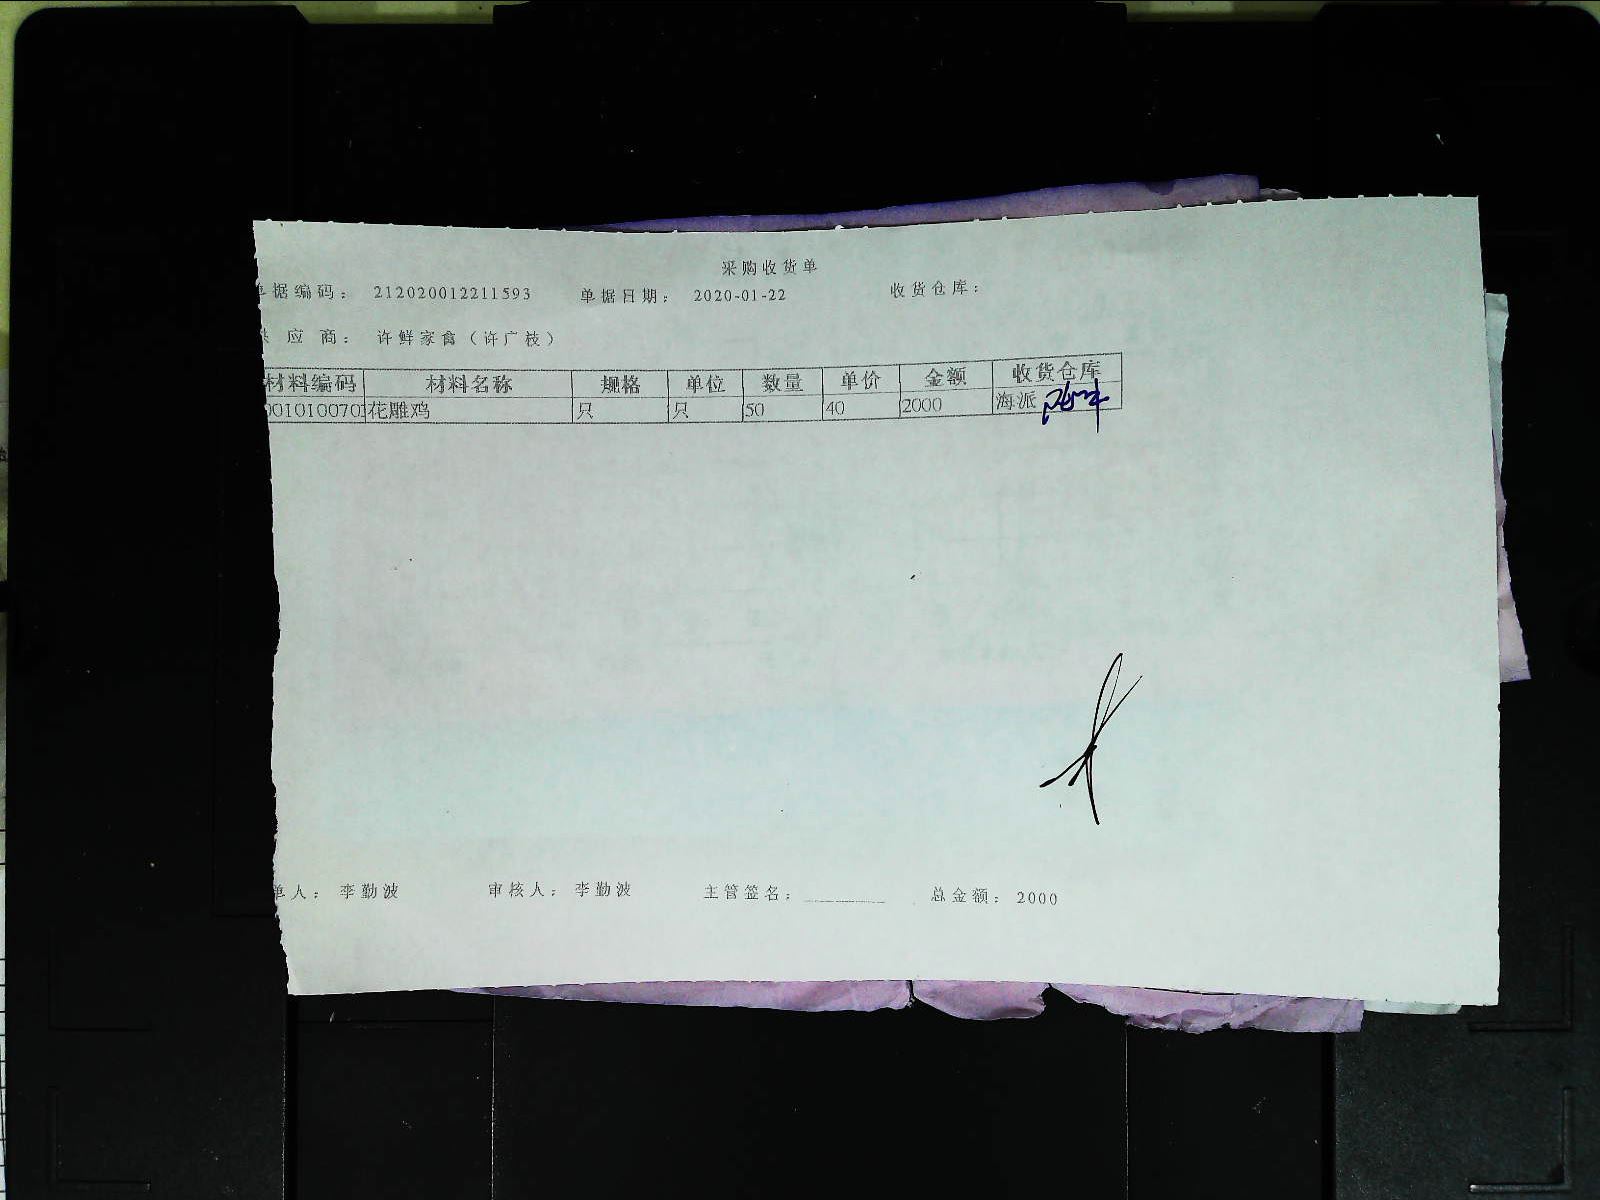 采购收货单
单据编码： 212020012211593 单据日期： 2020-01-22 收货仓库：
供应商： 许鲜家禽（许广枝）
材料编码 材料名称 规格 单位 数量 单价 金额 收货仓库
001010070 花雕鸡 只 只 50 40 2000 海派
单人： 李勤波 审核人： 李勤波 主管签名： 总金额： 2000